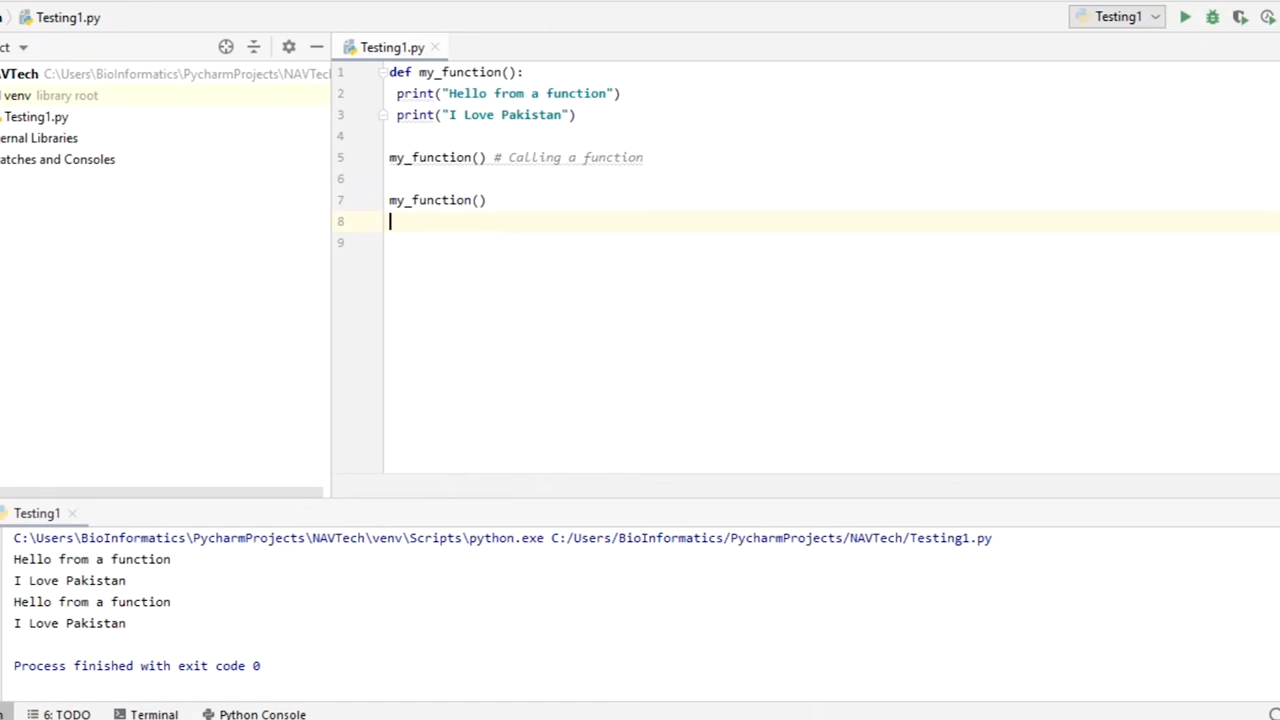 Testing1.py
Testing1
ct
Testing1.py
AVTech C:\Users\BioInformatics\PycharmProjects\NAVTec
venv library root
Testing1.py
ernal Libraries
atches and Consoles
1 def my_function():
2 print("Hello from a function")
3 print("I Love Pakistan")
4
5 my_function() # Calling a function
6
7 my_function()
8
9
Testing1
C:\Users\BioInformatics\PycharmProjects\NAVTech\venv\Scripts\python.exe C:/Users/BioInformatics/PycharmProjects/NAVTech/Testing1.py
Hello from a function
I Love Pakistan
Hello from a function
I Love Pakistan
Process finished with exit code 0
6: TODO Terminal Python Console